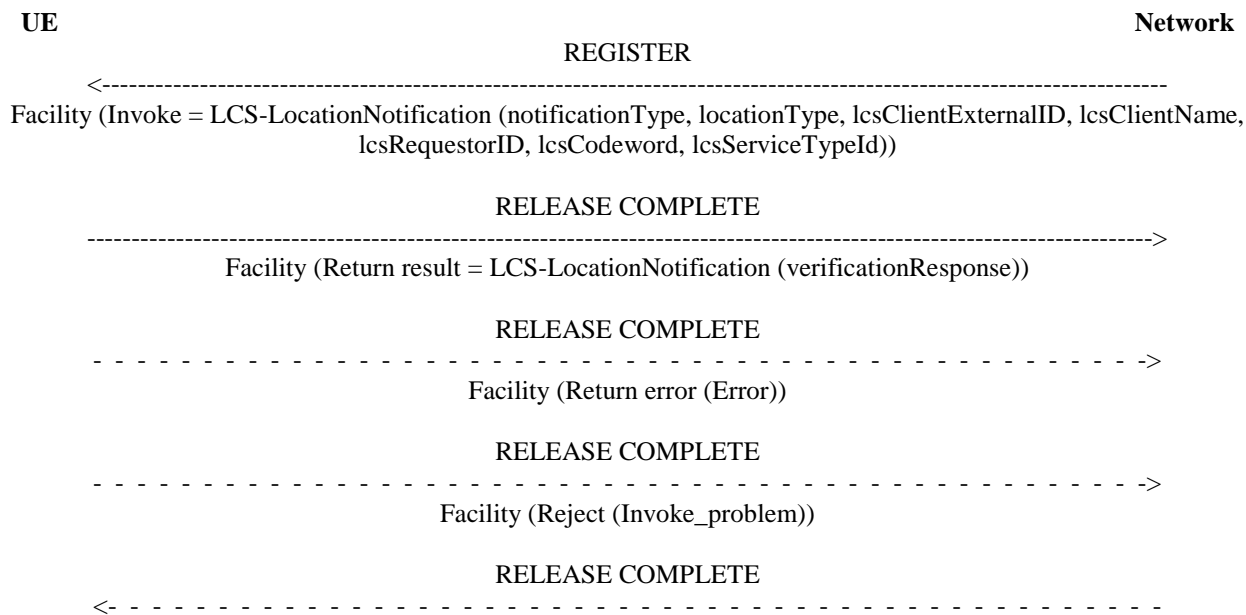 UE Network
REGISTER
<------------------------------------------------------------------------------------------------------------------------
Facility (Invoke = LCS-LocationNotification (notificationType, locationType, lcsClientExternalID, lcsClientName,
lcsRequestorID, lcsCodeword, lcsServiceTypeId))
RELEASE COMPLETE
------------------------------------------------------------------------------------------------------------------------>
Facility (Return result = LCS-LocationNotification (verificationResponse))
RELEASE COMPLETE
- - - - - - - - - - - - - - - - - - - - - - - - - - - - - - - - - - - - - - - - - - - - - - - ->
Facility (Return error (Error))
RELEASE COMPLETE
- - - - - - - - - - - - - - - - - - - - - - - - - - - - - - - - - - - - - - - - - - - - - - - ->
Facility (Reject (Invoke_problem))
RELEASE COMPLETE
<- - - - - - - - - - - - - - - - - - - - - - - - - - - - - - - - - - - - - - - - - - - - - - - -